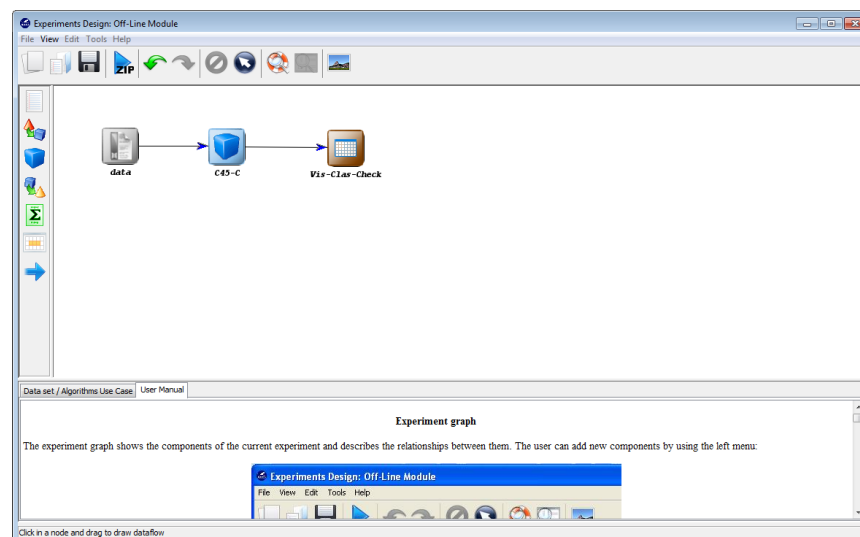 Experiments Design: Off-Line Module
File View Edit Tools Help
ZIP
data
C45-C
Vis-Clas-Check
Σ
Data set / Algorithms Use Case User Manual
Experiment graph
The experiment graph shows the components of the current experiment and describes the relationships between them. The user can add new components by using the left menu:
Experiments Design: Off-Line Module
File View Edit Tools Help
Click in a node and drag to draw dataflow